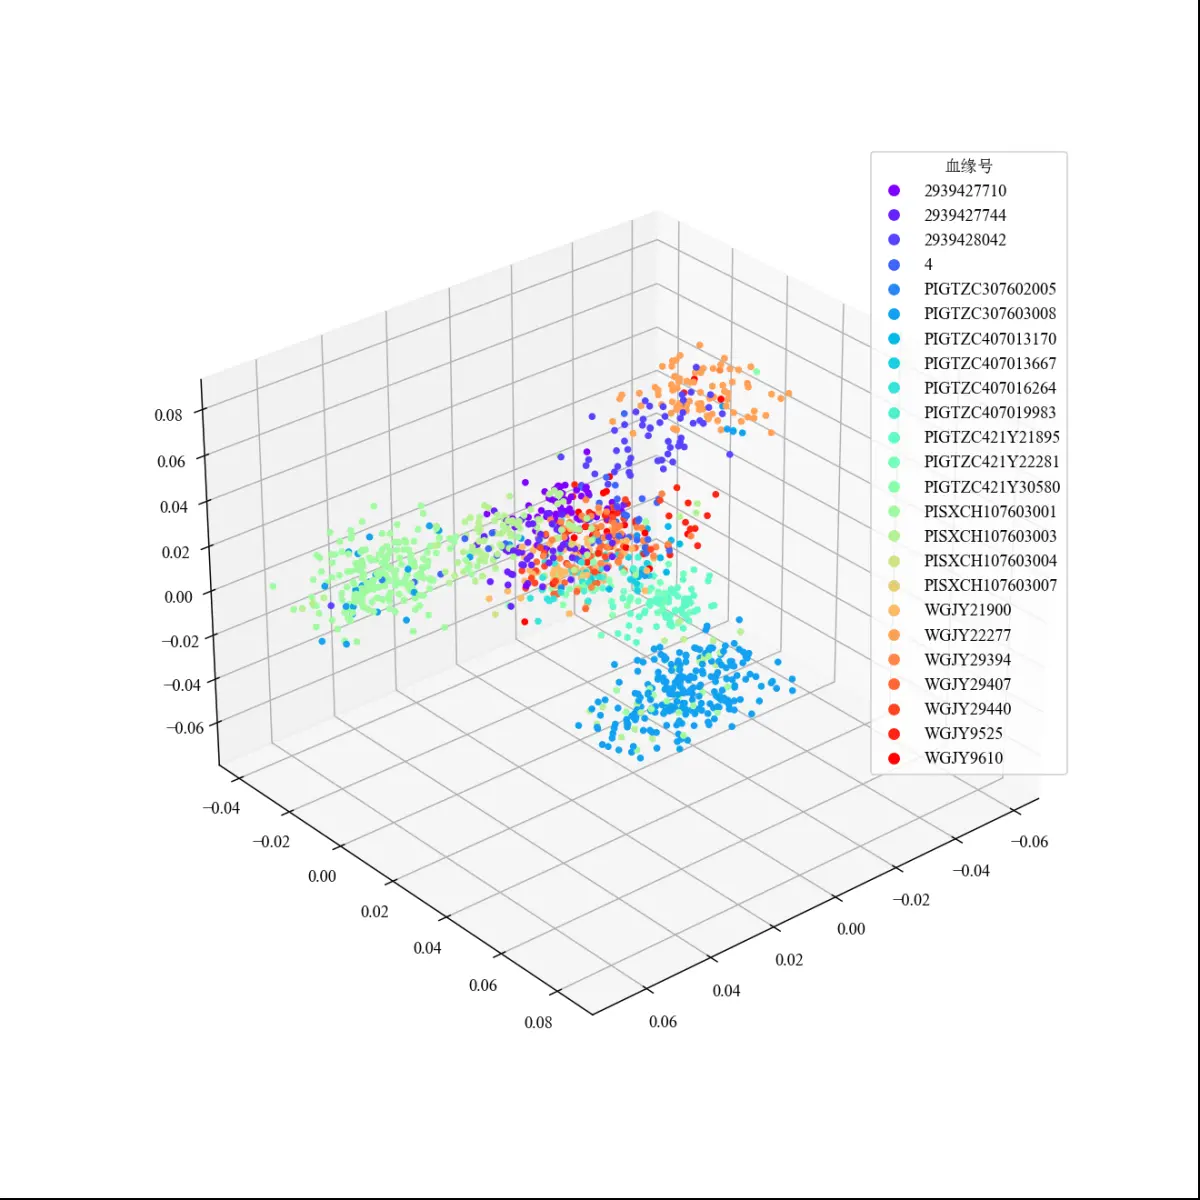 血缘号
2939427710
2939427744
2939428042
4
PIGTZC307602005
PIGTZC307603008
PIGTZC407013170
PIGTZC407013667
PIGTZC407016264
PIGTZC407019983
PIGTZC421Y21895
PIGTZC421Y22281
PIGTZC421Y30580
PISXCH107603001
PISXCH107603003
PISXCH107603004
PISXCH107603007
WGJY21900
WGJY22277
WGJY29394
WGJY29407
WGJY29440
WGJY9525
WGJY9610
0.08
0.06
0.04
0.02
0.00
−0.02
−0.04
−0.06
−0.04
−0.02
0.00
0.02
0.04
0.06
0.08
0.06
0.04
0.02
0.00
−0.02
−0.04
−0.06